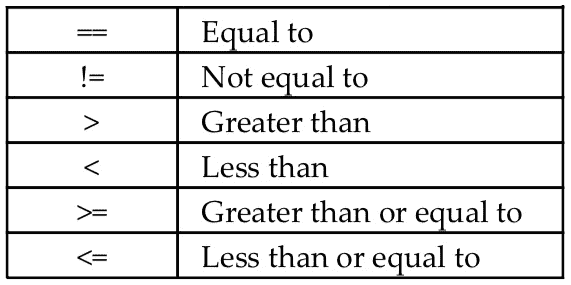 == Equal to
!= Not equal to
> Greater than
< Less than
>= Greater than or equal to
<= Less than or equal to